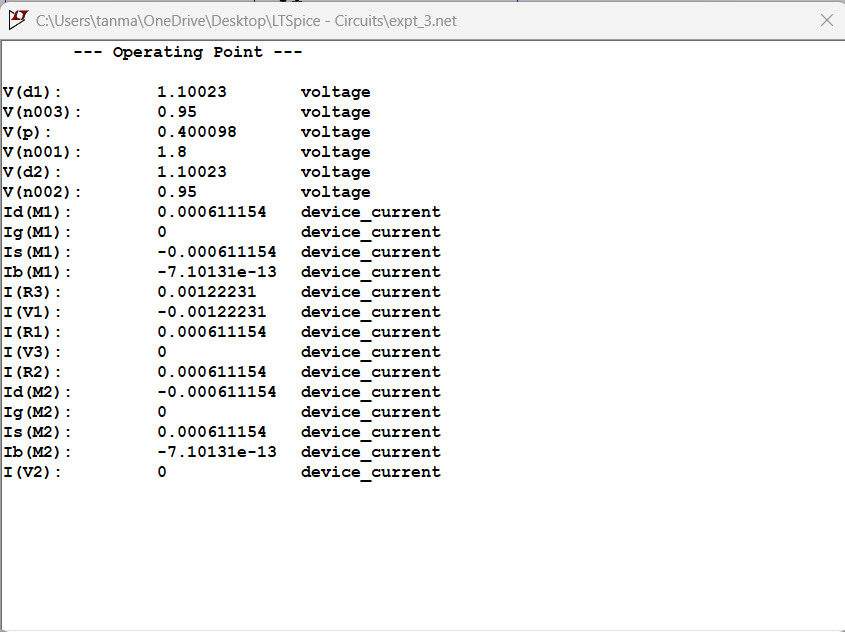 C:\Users\tanma\OneDrive\Desktop\LTSpice - Circuits\expt_3.net
--- Operating Point ---
V(d1): 1.10023 voltage
V(n003): 0.95 voltage
V(p): 0.400098 voltage
V(n001): 1.8 voltage
V(d2): 1.10023 voltage
V(n002): 0.95 voltage
Id(M1): 0.000611154 device_current
Ig(M1): 0 device_current
Is(M1): -0.000611154 device_current
Ib(M1): -7.10131e-13 device_current
I(R3): 0.00122231 device_current
I(V1): -0.00122231 device_current
I(R1): 0.000611154 device_current
I(V3): 0 device_current
I(R2): 0.000611154 device_current
Id(M2): -0.000611154 device_current
Ig(M2): 0 device_current
Is(M2): 0.000611154 device_current
Ib(M2): -7.10131e-13 device_current
I(V2): 0 device_current